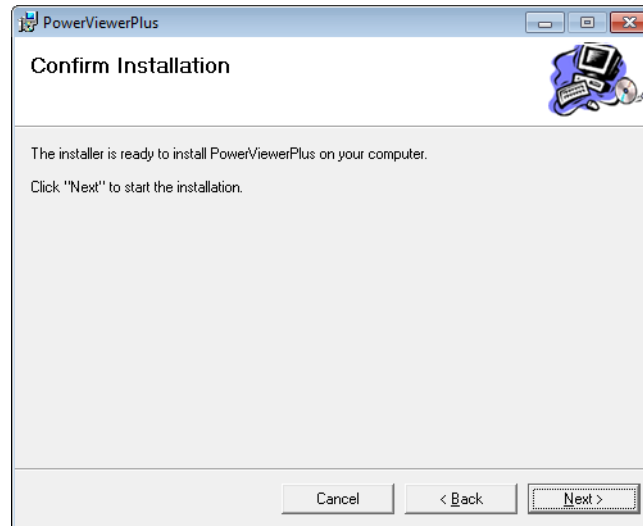 PowerViewerPlus
Confirm Installation
The installer is ready to install PowerViewerPlus on your computer.
Click "Next" to start the installation.
Cancel
< Back
Next >